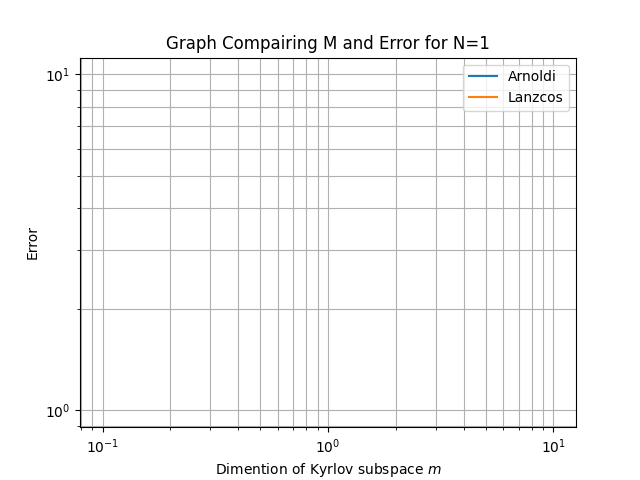 Graph Compairing M and Error for N=1
10¹
Arnoldi
Lanzcos
Error
10⁰
10⁻¹ 10⁰ 10¹
Dimention of Kyrlov subspace m